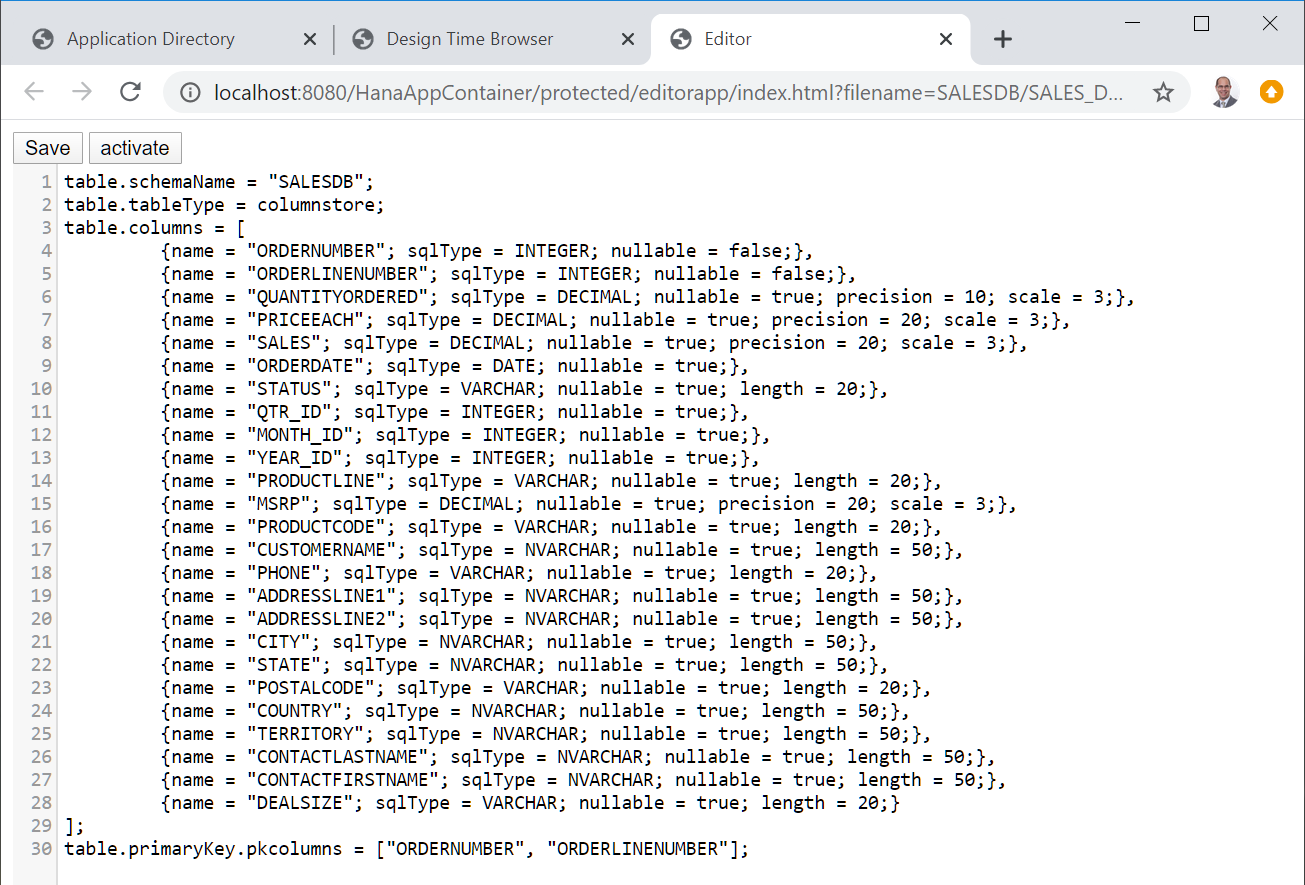 Application Directory
Design Time Browser
Editor
localhost:8080/HanaAppContainer/protected/editorapp/index.html?filename=SALESDB/SALES_D...
Save activate
1 table.schemaName = "SALESDB";
2 table.tableType = columnstore;
3 table.columns = [
4 {name = "ORDERNUMBER"; sqlType = INTEGER; nullable = false;},
5 {name = "ORDERLINENUMBER"; sqlType = INTEGER; nullable = false;},
6 {name = "QUANTITYORDERED"; sqlType = DECIMAL; nullable = true; precision = 10; scale = 3;},
7 {name = "PRICEEACH"; sqlType = DECIMAL; nullable = true; precision = 20; scale = 3;},
8 {name = "SALES"; sqlType = DECIMAL; nullable = true; precision = 20; scale = 3;},
9 {name = "ORDERDATE"; sqlType = DATE; nullable = true;},
10 {name = "STATUS"; sqlType = VARCHAR; nullable = true; length = 20;},
11 {name = "QTR_ID"; sqlType = INTEGER; nullable = true;},
12 {name = "MONTH_ID"; sqlType = INTEGER; nullable = true;},
13 {name = "YEAR_ID"; sqlType = INTEGER; nullable = true;},
14 {name = "PRODUCTLINE"; sqlType = VARCHAR; nullable = true; length = 20;},
15 {name = "MSRP"; sqlType = DECIMAL; nullable = true; precision = 20; scale = 3;},
16 {name = "PRODUCTCODE"; sqlType = VARCHAR; nullable = true; length = 20;},
17 {name = "CUSTOMERNAME"; sqlType = NVARCHAR; nullable = true; length = 50;},
18 {name = "PHONE"; sqlType = VARCHAR; nullable = true; length = 20;},
19 {name = "ADDRESSLINE1"; sqlType = NVARCHAR; nullable = true; length = 50;},
20 {name = "ADDRESSLINE2"; sqlType = NVARCHAR; nullable = true; length = 50;},
21 {name = "CITY"; sqlType = NVARCHAR; nullable = true; length = 50;},
22 {name = "STATE"; sqlType = NVARCHAR; nullable = true; length = 50;},
23 {name = "POSTALCODE"; sqlType = VARCHAR; nullable = true; length = 20;},
24 {name = "COUNTRY"; sqlType = NVARCHAR; nullable = true; length = 50;},
25 {name = "TERRITORY"; sqlType = NVARCHAR; nullable = true; length = 50;},
26 {name = "CONTACTLASTNAME"; sqlType = NVARCHAR; nullable = true; length = 50;},
27 {name = "CONTACTFIRSTNAME"; sqlType = NVARCHAR; nullable = true; length = 50;},
28 {name = "DEALSIZE"; sqlType = VARCHAR; nullable = true; length = 20;}
29 ];
30 table.primaryKey.pkcolumns = ["ORDERNUMBER", "ORDERLINENUMBER"];